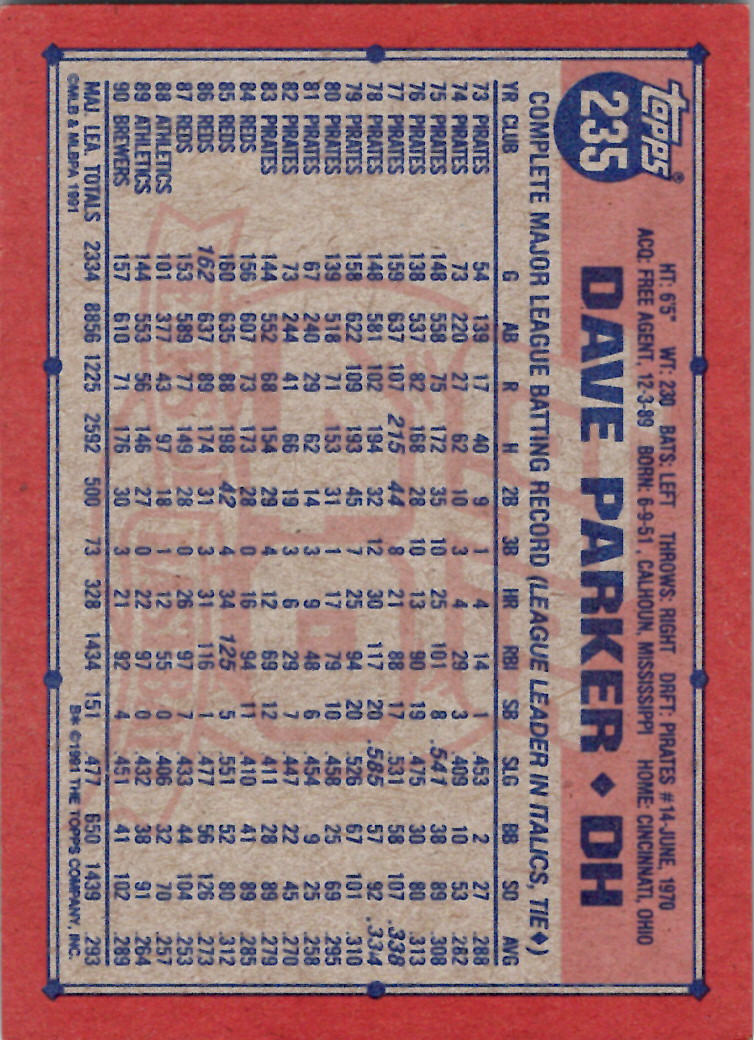 topps®
235
HT: 6'5" WT: 230 BATS: LEFT THROWS: RIGHT DRFT: PIRATES #14-JUNE, 1970
ACQ: FREE AGENT, 12-3-89 BORN: 6-9-51, CALHOUN, MISSISSIPPI HOME: CINCINNATI, OHIO
DAVE PARKER ♦ DH
COMPLETE MAJOR LEAGUE BATTING RECORD (LEAGUE LEADER IN ITALICS, TIE♦)
YR CLUB G AB R H 2B 3B HR RBI SB SLG BB SO AVG
73 PIRATES 54 139 17 40 9 1 4 14 1 .453 2 27 .288
74 PIRATES 73 220 27 62 10 3 4 29 3 .409 10 53 .282
75 PIRATES 148 558 75 172 35 10 25 101 8 .541 38 89 .308
76 PIRATES 138 537 82 168 28 10 13 90 19 .475 30 80 .313
77 PIRATES 159 637 107 215 44 8 21 88 17 .531 58 107 .338
78 PIRATES 148 581 102 194 32 12 30 117 20 .585 57 92 .334
79 PIRATES 158 622 109 193 45 7 25 94 20 .526 67 101 .310
80 PIRATES 139 518 71 153 31 1 17 79 10 .458 25 69 .295
81 PIRATES 67 240 29 62 14 3 9 48 6 .454 9 25 .258
82 PIRATES 73 244 41 66 19 3 6 29 7 .447 22 45 .270
83 PIRATES 144 552 68 154 29 4 12 69 12 .411 28 89 .279
84 REDS 156 607 73 173 28 0 16 94 11 .410 41 89 .285
85 REDS 160 635 88 198 42 4 34 125 5 .551 52 80 .312
86 REDS 162 637 89 174 31 3 31 116 1 .477 56 126 .273
87 REDS 153 589 77 149 28 0 26 97 7 .433 44 104 .253
88 ATHLETICS 101 377 43 97 18 1 12 55 0 .406 32 70 .257
89 ATHLETICS 144 553 56 146 27 0 22 97 0 .432 38 91 .264
90 BREWERS 157 610 71 176 30 3 21 92 4 .451 41 102 .289
MAJ. LEA. TOTALS 2334 8856 1225 2592 500 73 328 1434 151 .477 650 1439 .293
©MLB & MLBPA 1991 B* ©1991 THE TOPPS COMPANY, INC.